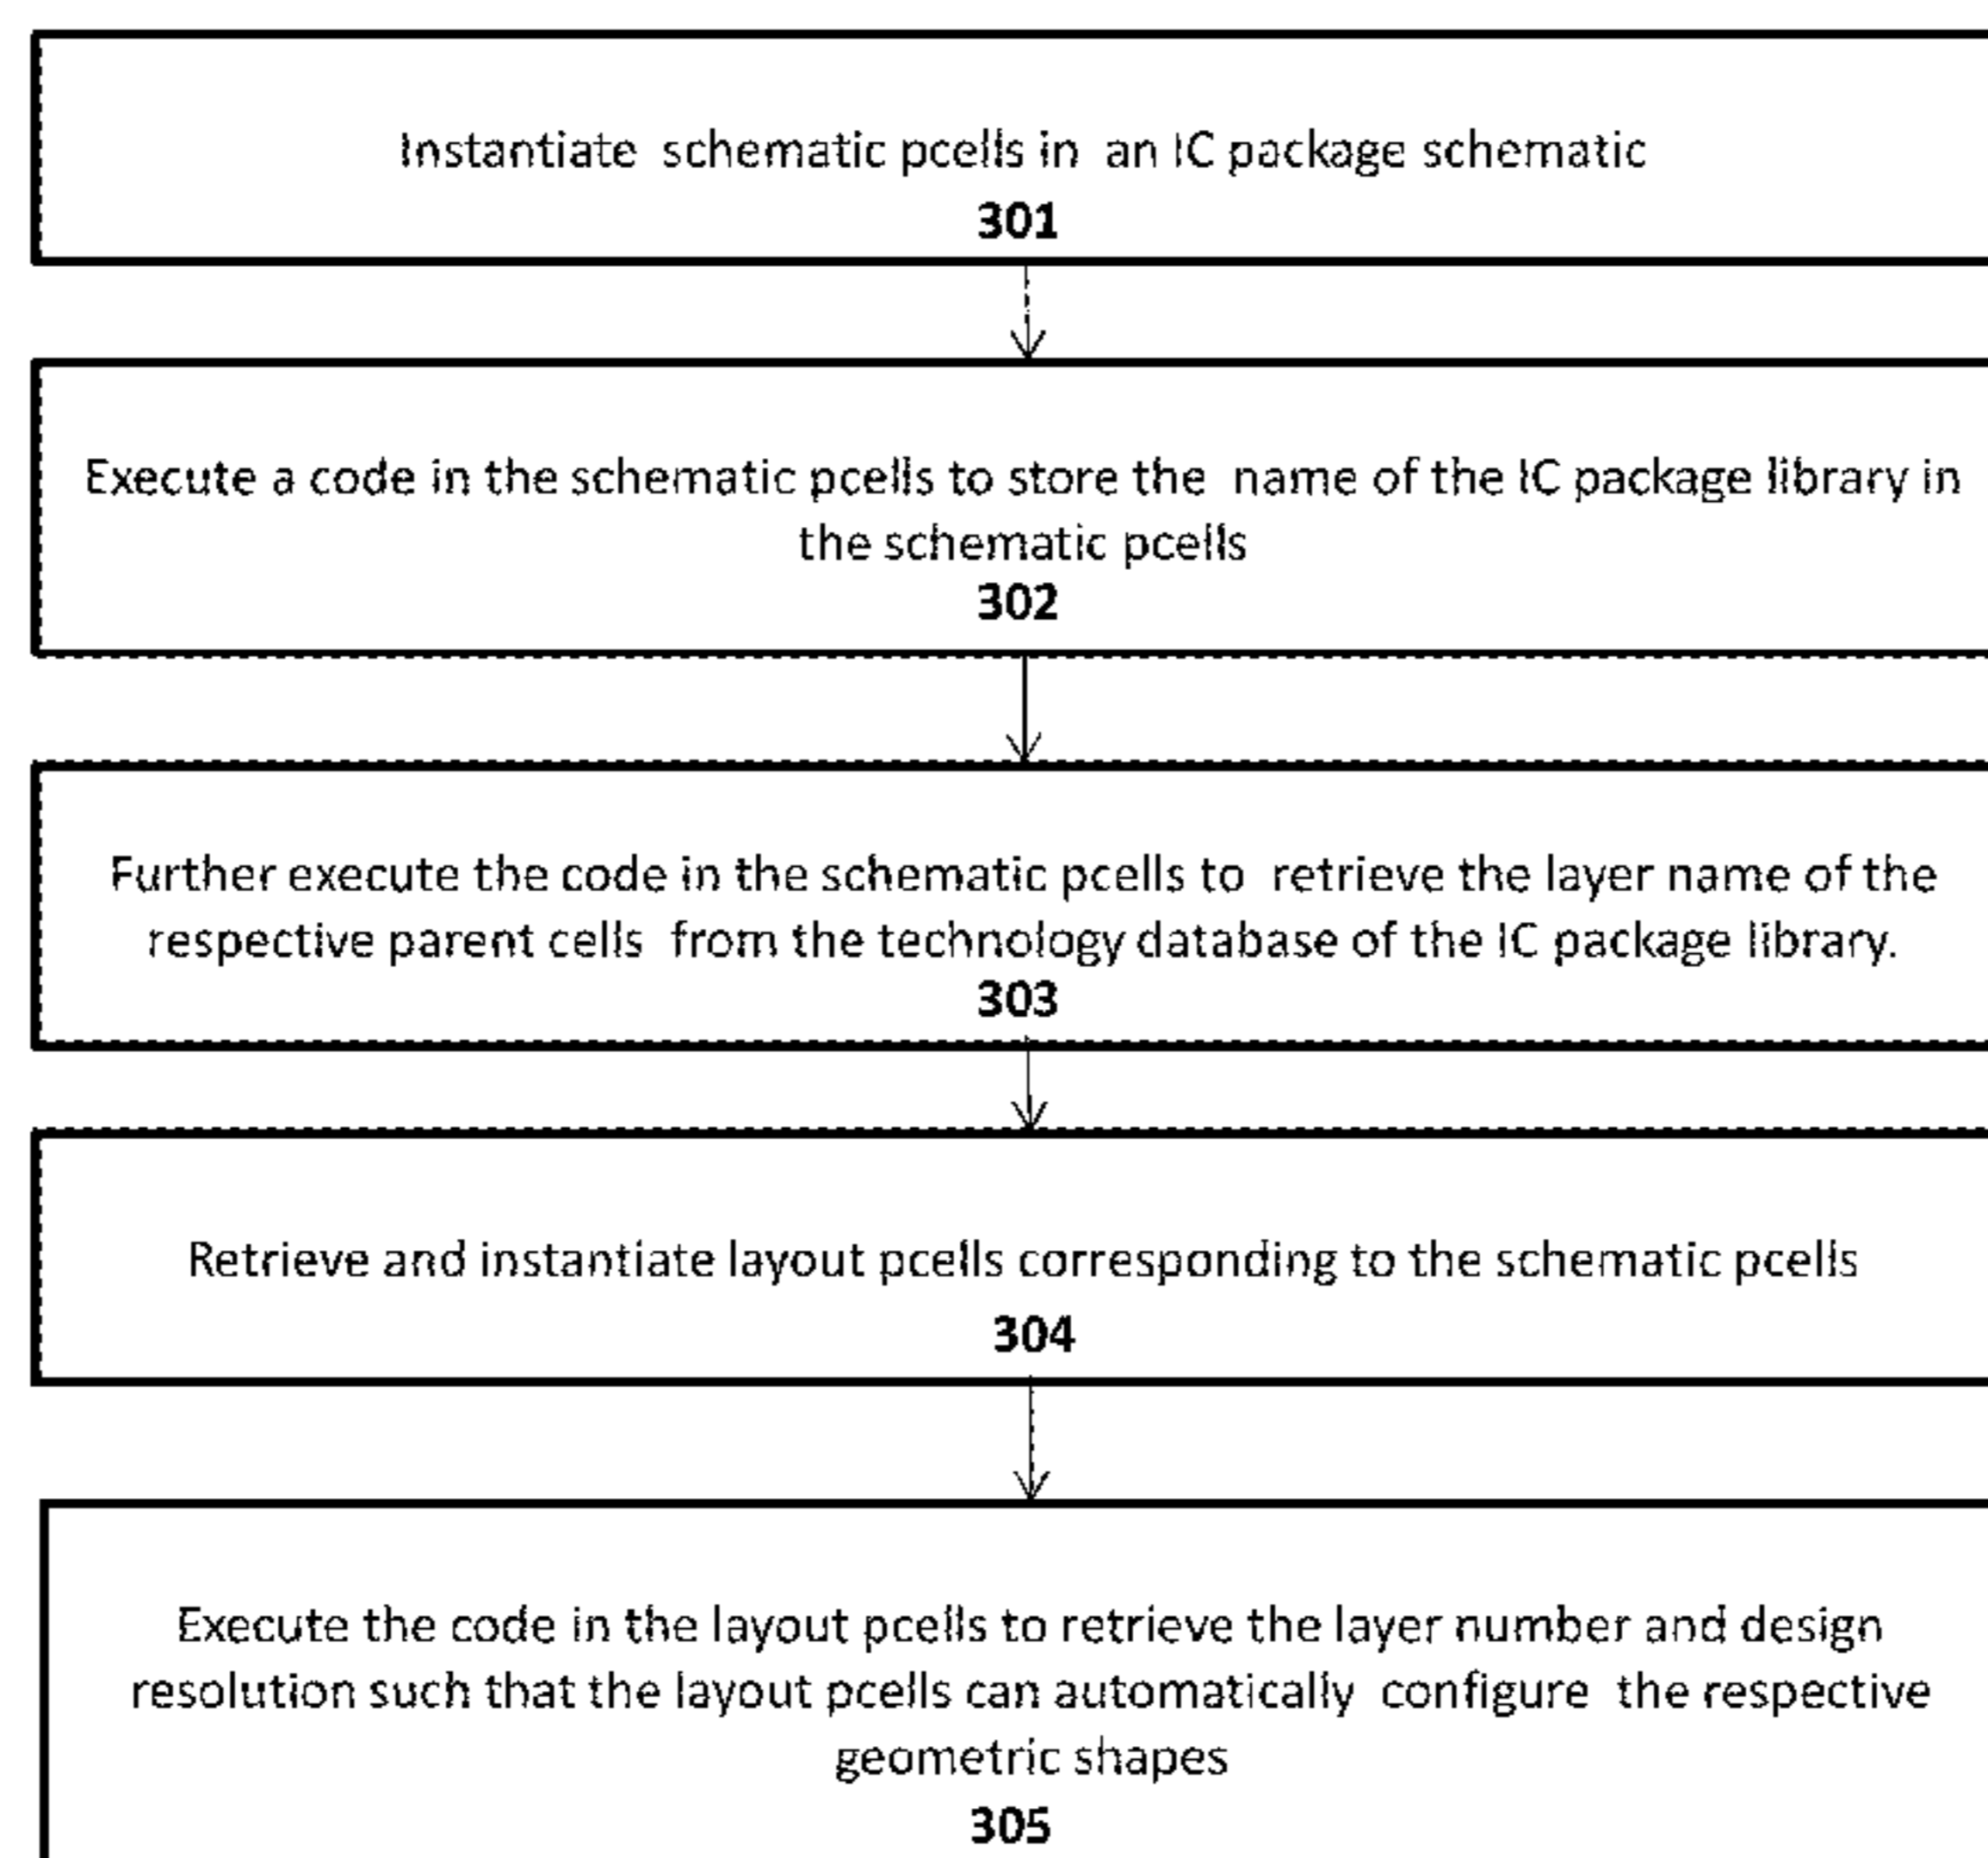 Instantiate schematic pcells in an IC package schematic
301
Execute a code in the schematic pcells to store the name of the IC package library in
the schematic pcells
302
Further execute the code in the schematic pcells to retrieve the layer name of the
respective parent cells from the technology database of the IC package library.
303
Retrieve and instantiate layout pcells corresponding to the schematic pcells
304
Execute the code in the layout pcells to retrieve the layer number and design
resolution such that the layout pcells can automatically configure the respective
geometric shapes
305